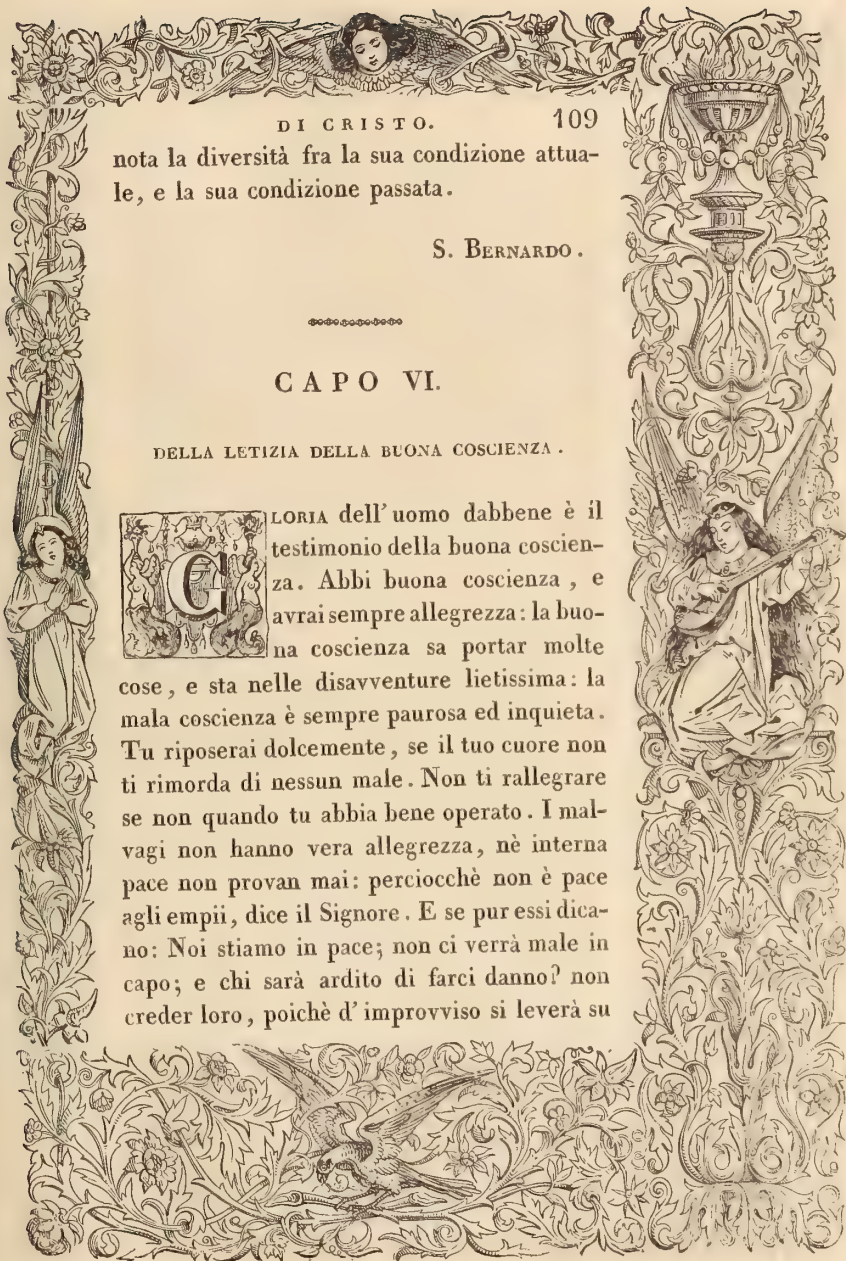 DI CRISTO. 109
nota la diversità fra la sua condizione attua-
le, e la sua condizione passata.
S. BERNARDO.
CAPO VI.
DELLA LETIZIA DELLA BUONA COSCIENZA.
GLORIA dell'uomo dabbene è il
testimonio della buona coscien-
za. Abbi buona coscienza, e
avrai sempre allegrezza: la buo-
na coscienza sa portar molte
cose, e sta nelle disavventure lietissima: la
mala coscienza è sempre paurosa ed inquieta.
Tu riposerai dolcemente, se il tuo cuore non
ti rimorda di nessun male. Non ti rallegrare
se non quando tu abbia bene operato. I mal-
vagi non hanno vera allegrezza, nè interna
pace non provan mai: perciocchè non è pace
agli empii, dice il Signore. E se pur essi dica-
no: Noi stiamo in pace; non ci verrà male in
capo; e chi sarà ardito di farci danno? non
creder loro, poichè d'improvviso si leverà su